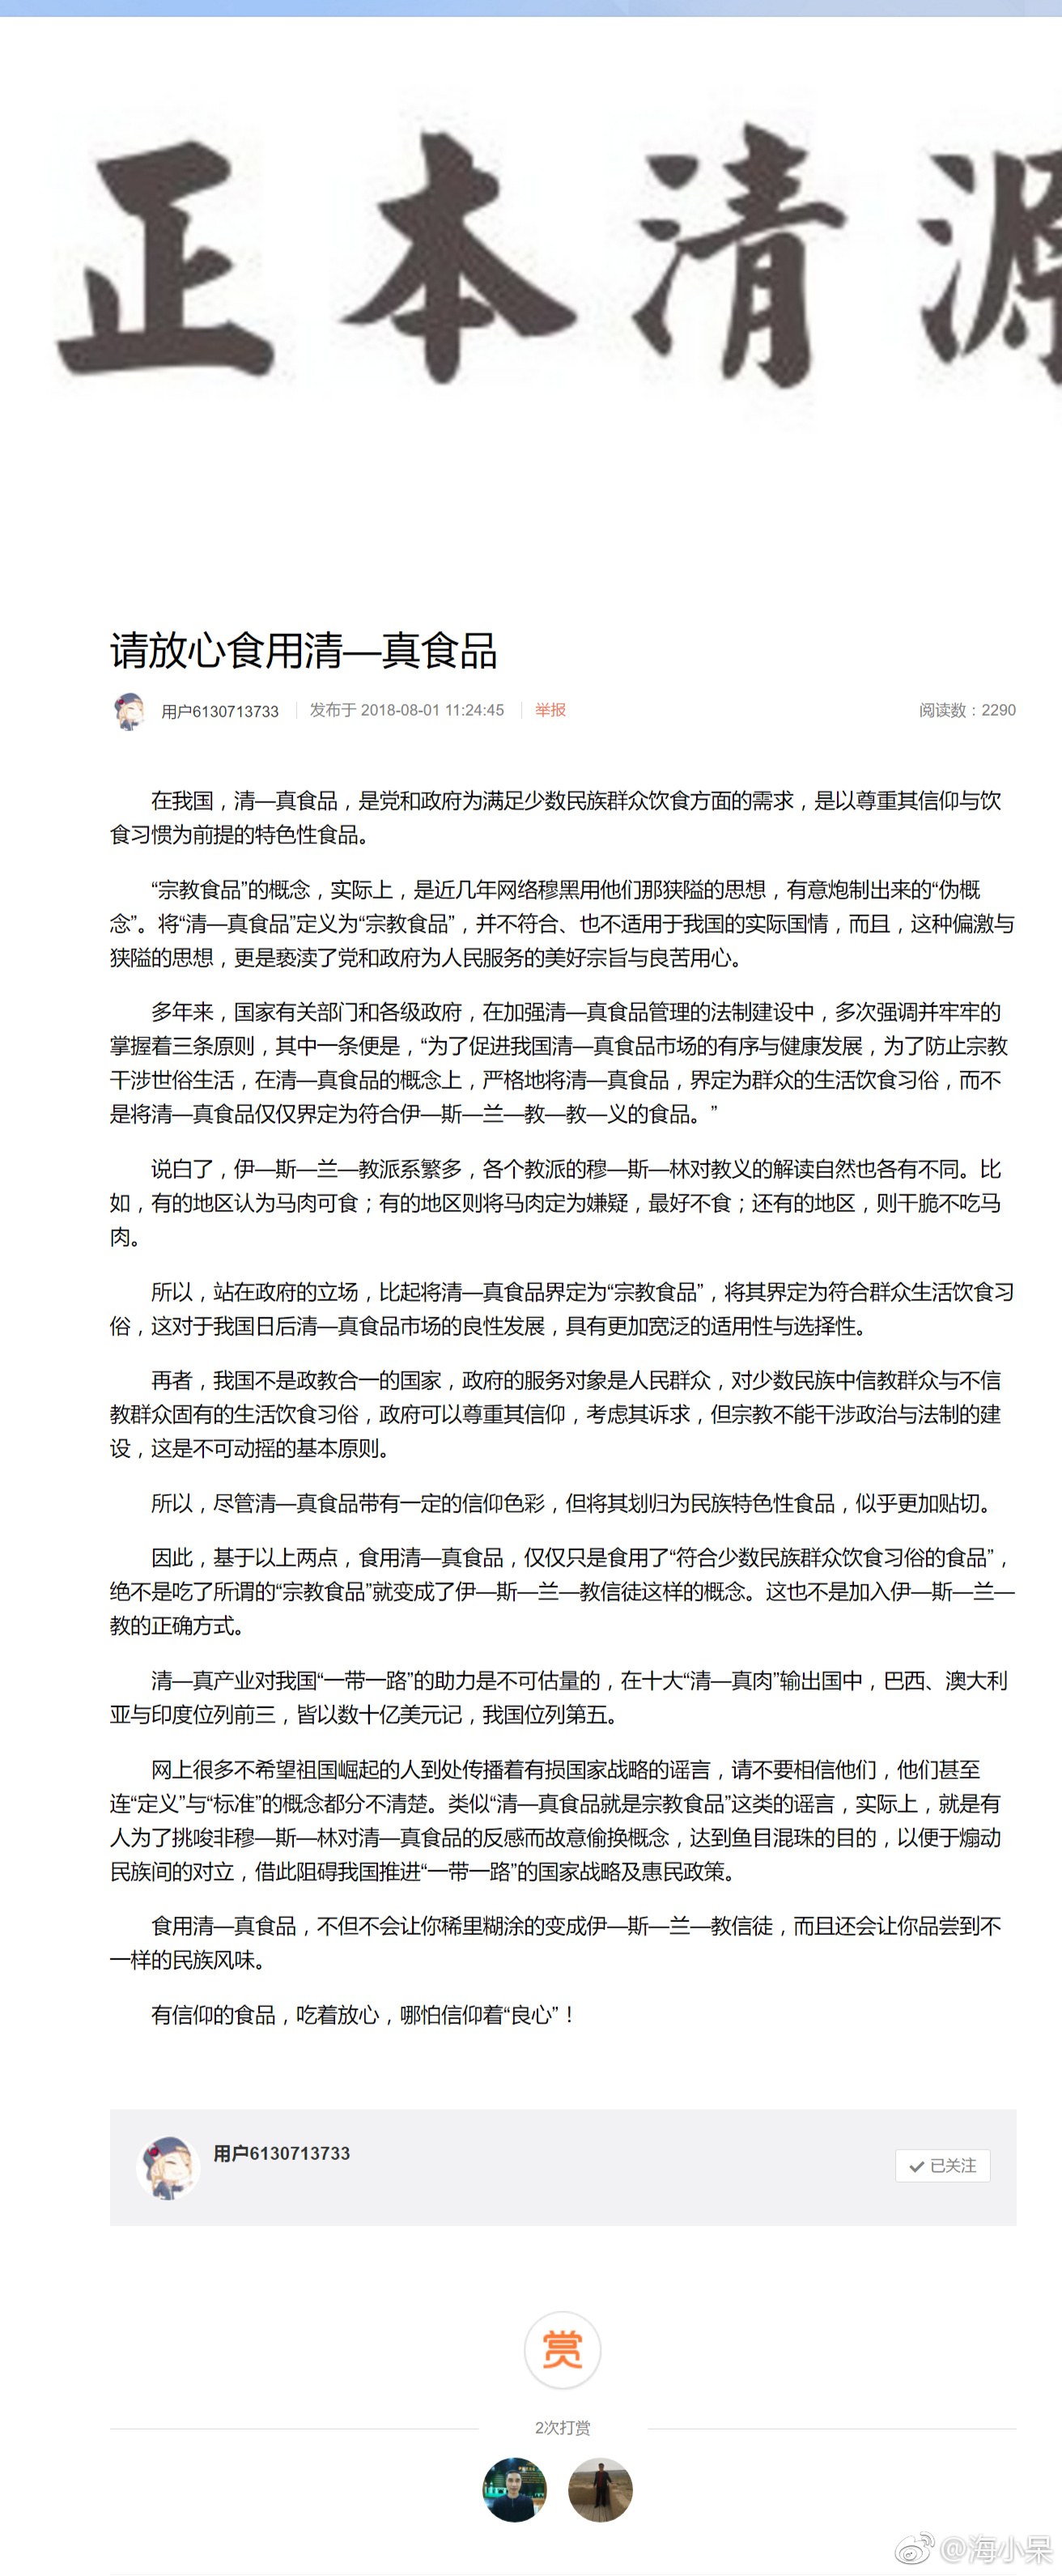 正本清源
请放心食用清—真食品
用户6130713733 发布于 2018-08-01 11:24:45 举报 阅读数：2290
在我国，清—真食品，是党和政府为满足少数民族群众饮食方面的需求，是以尊重其信仰与饮
食习惯为前提的特色性食品。
“宗教食品”的概念，实际上，是近几年网络穆黑用他们那狭隘的思想，有意炮制出来的“伪概
念”。将“清—真食品”定义为“宗教食品”，并不符合、也不适用于我国的实际国情，而且，这种偏激与
狭隘的思想，更是亵渎了党和政府为人民服务的美好宗旨与良苦用心。
多年来，国家有关部门和各级政府，在加强清—真食品管理的法制建设中，多次强调并牢牢的
掌握着三条原则，其中一条便是，“为了促进我国清—真食品市场的有序与健康发展，为了防止宗教
干涉世俗生活，在清—真食品的概念上，严格地将清—真食品，界定为群众的生活饮食习俗，而不
是将清—真食品仅仅界定为符合伊—斯—兰—教—教—义的食品。”
说白了，伊—斯—兰—教派系繁多，各个教派的穆—斯—林对教义的解读自然也各有不同。比
如，有的地区认为马肉可食；有的地区则将马肉定为嫌疑，最好不食；还有的地区，则干脆不吃马
肉。
所以，站在政府的立场，比起将清—真食品界定为“宗教食品”，将其界定为符合群众生活饮食习
俗，这对于我国日后清—真食品市场的良性发展，具有更加宽泛的适用性与选择性。
再者，我国不是政教合一的国家，政府的服务对象是人民群众，对少数民族中信教群众与不信
教群众固有的生活饮食习俗，政府可以尊重其信仰，考虑其诉求，但宗教不能干涉政治与法制的建
设，这是不可动摇的基本原则。
所以，尽管清—真食品带有一定的信仰色彩，但将其划归为民族特色性食品，似乎更加贴切。
因此，基于以上两点，食用清—真食品，仅仅只是食用了“符合少数民族群众饮食习俗的食品”，
绝不是吃了所谓的“宗教食品”就变成了伊—斯—兰—教信徒这样的概念。这也不是加入伊—斯—兰—
教的正确方式。
清—真产业对我国“一带一路”的助力是不可估量的，在十大“清—真肉”输出国中，巴西、澳大利
亚与印度位列前三，皆以数十亿美元记，我国位列第五。
网上很多不希望祖国崛起的人到处传播着有损国家战略的谣言，请不要相信他们，他们甚至
连“定义”与“标准”的概念都分不清楚。类似“清—真食品就是宗教食品”这类的谣言，实际上，就是有
人为了挑唆非穆—斯—林对清—真食品的反感而故意偷换概念，达到鱼目混珠的目的，以便于煽动
民族间的对立，借此阻碍我国推进“一带一路”的国家战略及惠民政策。
食用清—真食品，不但不会让你稀里糊涂的变成伊—斯—兰—教信徒，而且还会让你品尝到不
一样的民族风味。
有信仰的食品，吃着放心，哪怕信仰着“良心”！
用户6130713733
已关注
赏
2次打赏
@海小呆